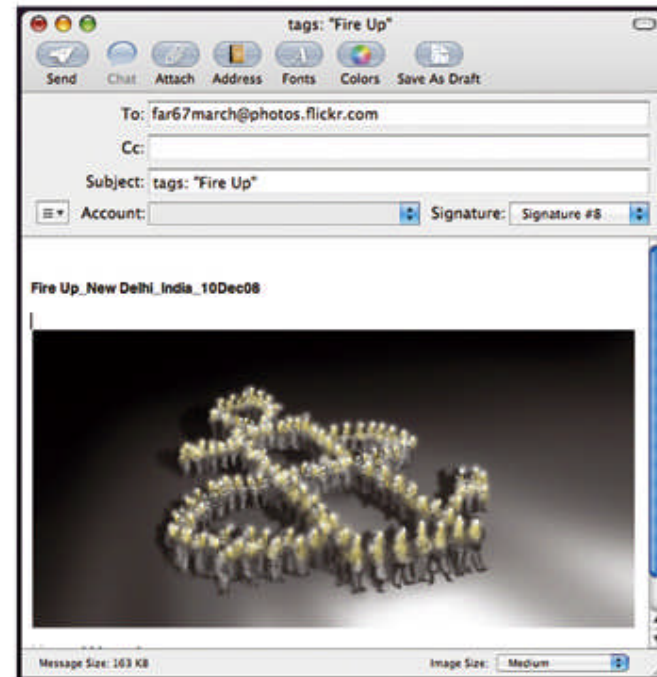 tags: "Fire Up"
Send Chat Attach Address Fonts Colors Save As Draft
To: far67march@photos.flickr.com
Cc:
Subject: tags: "Fire Up"
Account: Signature: Signature #8
Fire Up_New Delhi_India_10Dec08
Message Size: 163 KB Image Size: Medium